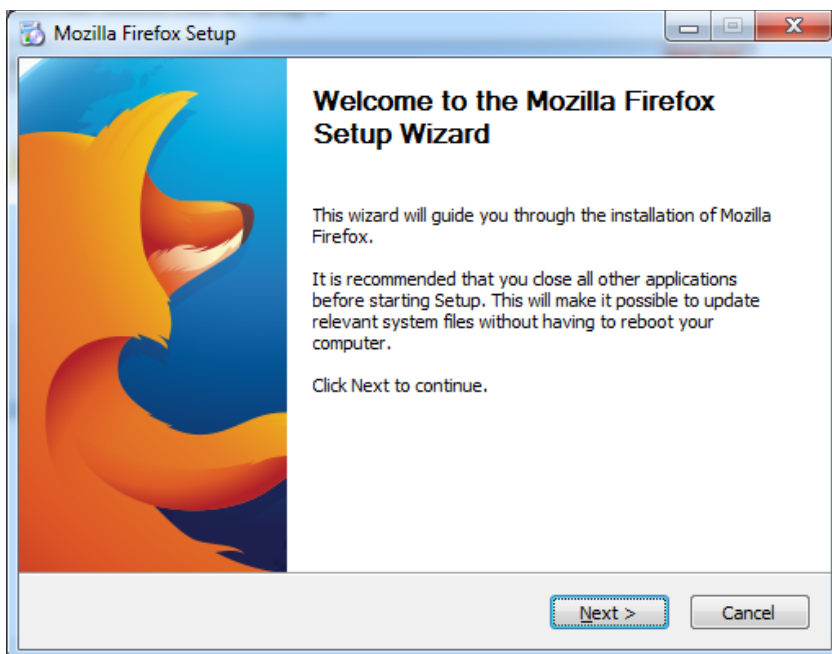 Mozilla Firefox Setup
Welcome to the Mozilla Firefox
Setup Wizard
This wizard will guide you through the installation of Mozilla
Firefox.
It is recommended that you close all other applications
before starting Setup. This will make it possible to update
relevant system files without having to reboot your
computer.
Click Next to continue.
Next >
Cancel